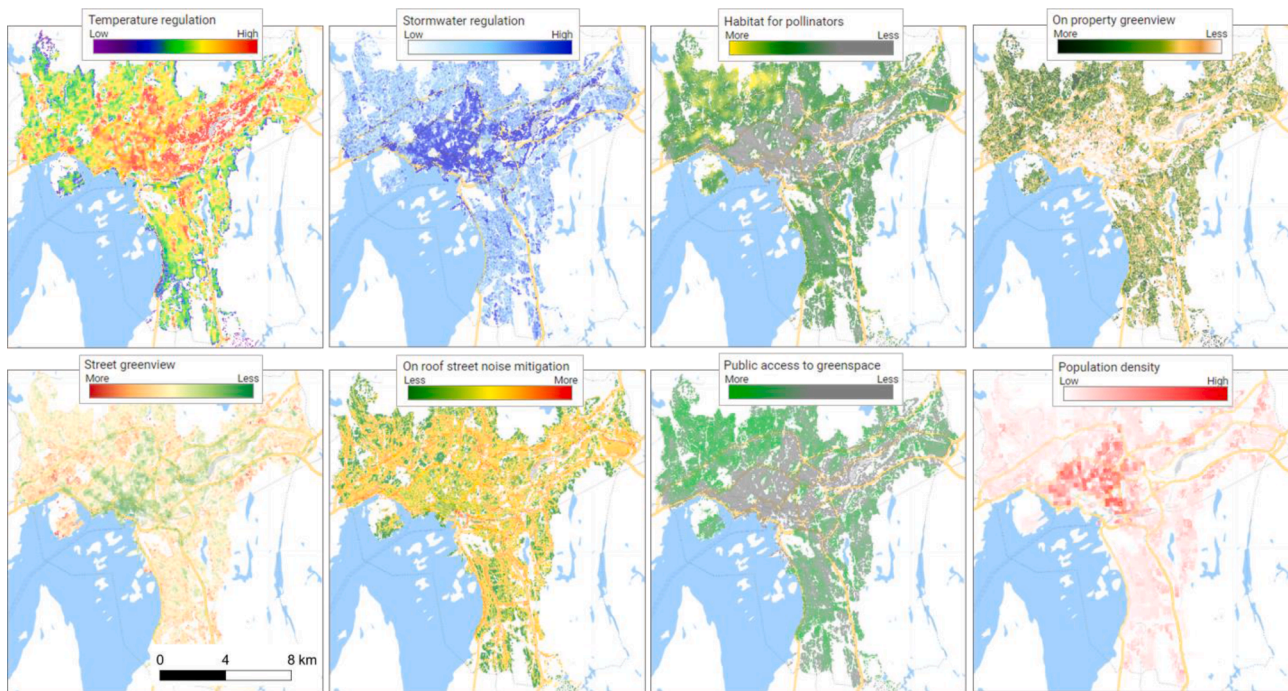 Temperature regulation
Low High
Stormwater regulation
Low High
Habitat for pollinators
More Less
On property greenview
More Less
Street greenview
More Less
0 4 8 km
On roof street noise mitigation
Less More
Public access to greenspace
More Less
Population density
Low High